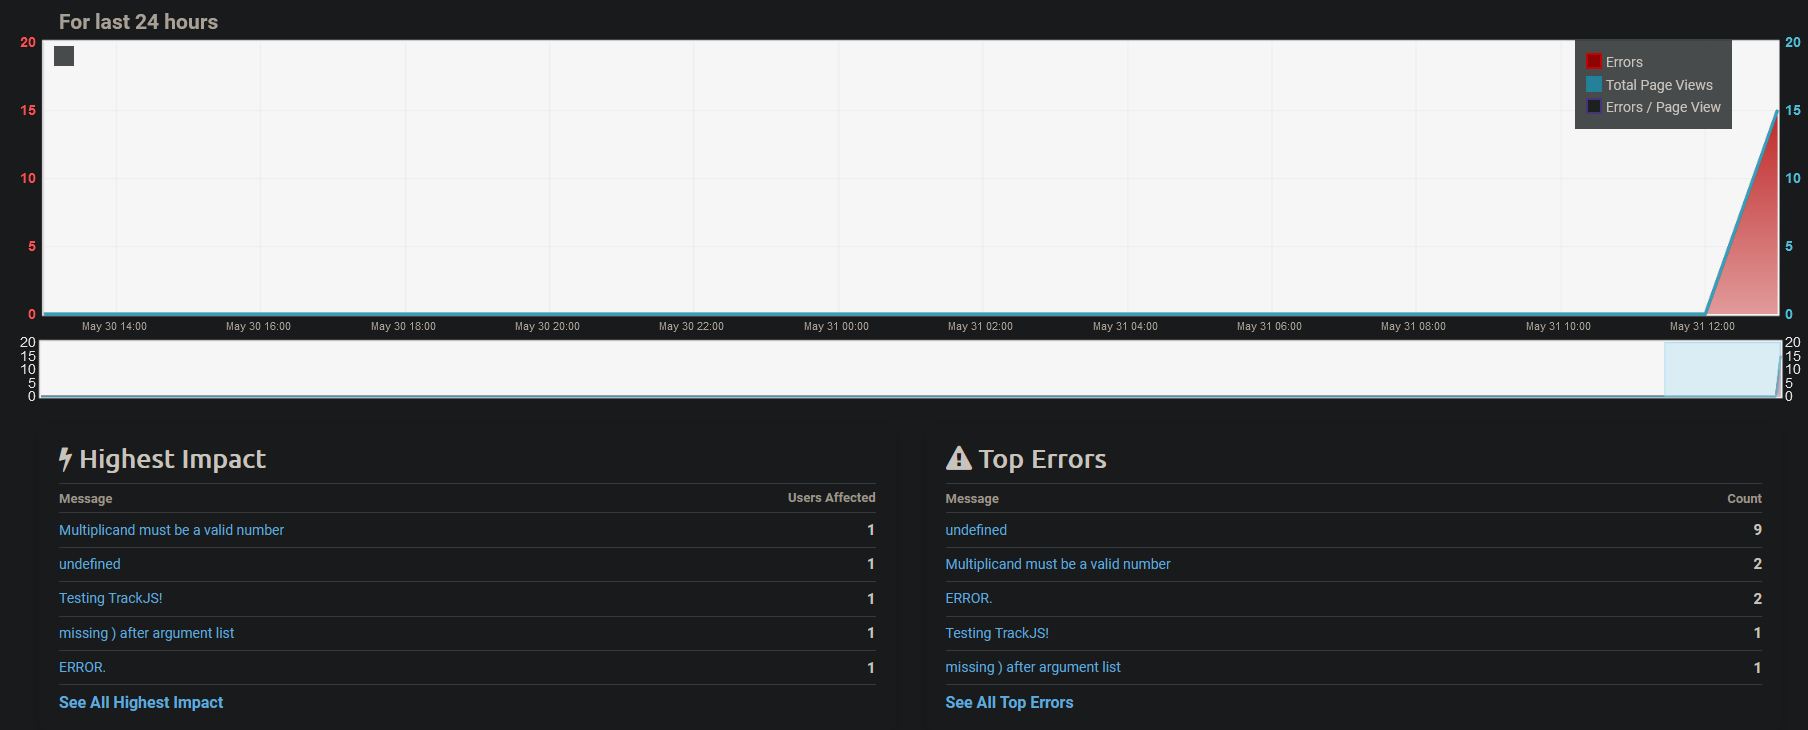 For last 24 hours
20 20
Errors
Total Page Views
15 Errors / Page View 15
10 10
5 5
0 0
May 30 14:00 May 30 16:00 May 30 18:00 May 30 20:00 May 30 22:00 May 31 00:00 May 31 02:00 May 31 04:00 May 31 06:00 May 31 08:00 May 31 10:00 May 31 12:00
20 20
15 15
10 10
5 5
0 0
Highest Impact
Message Users Affected
Multiplicand must be a valid number 1
undefined 1
Testing TrackJS! 1
missing ) after argument list 1
ERROR. 1
See All Highest Impact
Top Errors
Message Count
undefined 9
Multiplicand must be a valid number 2
ERROR. 2
Testing TrackJS! 1
missing ) after argument list 1
See All Top Errors